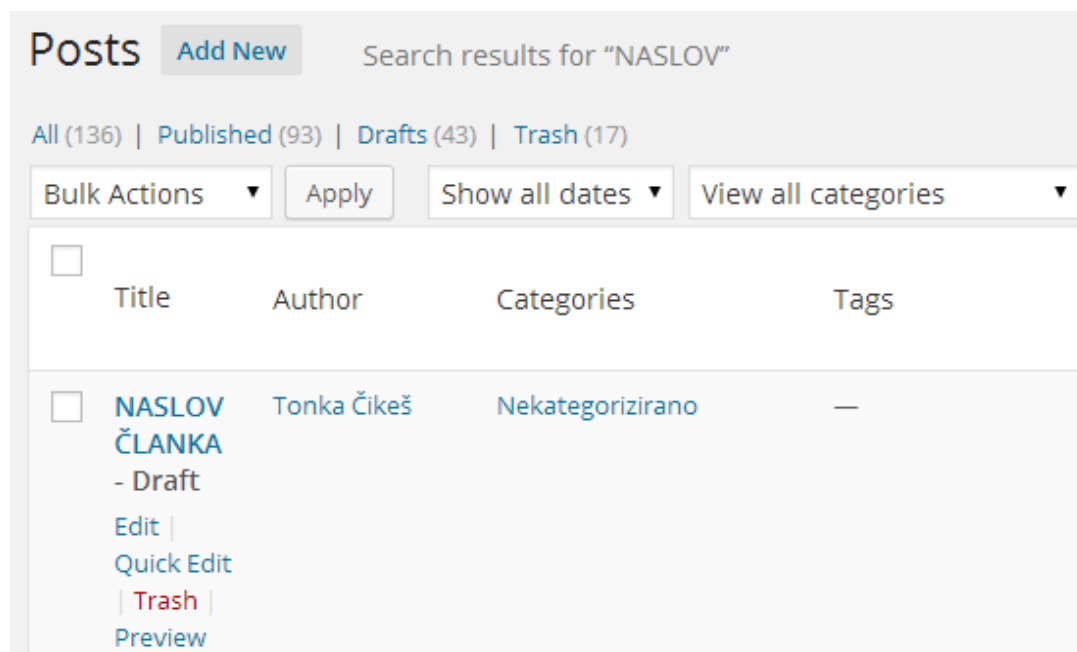 Posts Add New Search results for “NASLOV”
All (136) | Published (93) | Drafts (43) | Trash (17)
Bulk Actions Apply Show all dates View all categories
Title Author Categories Tags
NASLOV Tonka Čikeš Nekategorizirano —
ČLANKA
- Draft
Edit |
Quick Edit
| Trash |
Preview